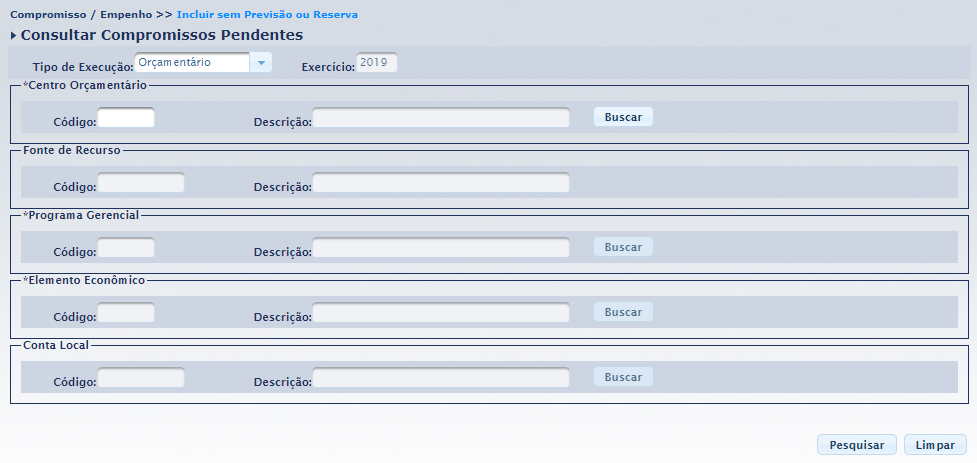 Compromisso / Empenho >> Incluir sem Previsão ou Reserva
Consultar Compromissos Pendentes
Tipo de Execução: Orçamentário Exercício: 2019
*Centro Orçamentário
Código: Descrição: Buscar
Fonte de Recurso
Código: Descrição:
*Programa Gerencial
Código: Descrição: Buscar
*Elemento Econômico
Código: Descrição: Buscar
Conta Local
Código: Descrição: Buscar
Pesquisar Limpar